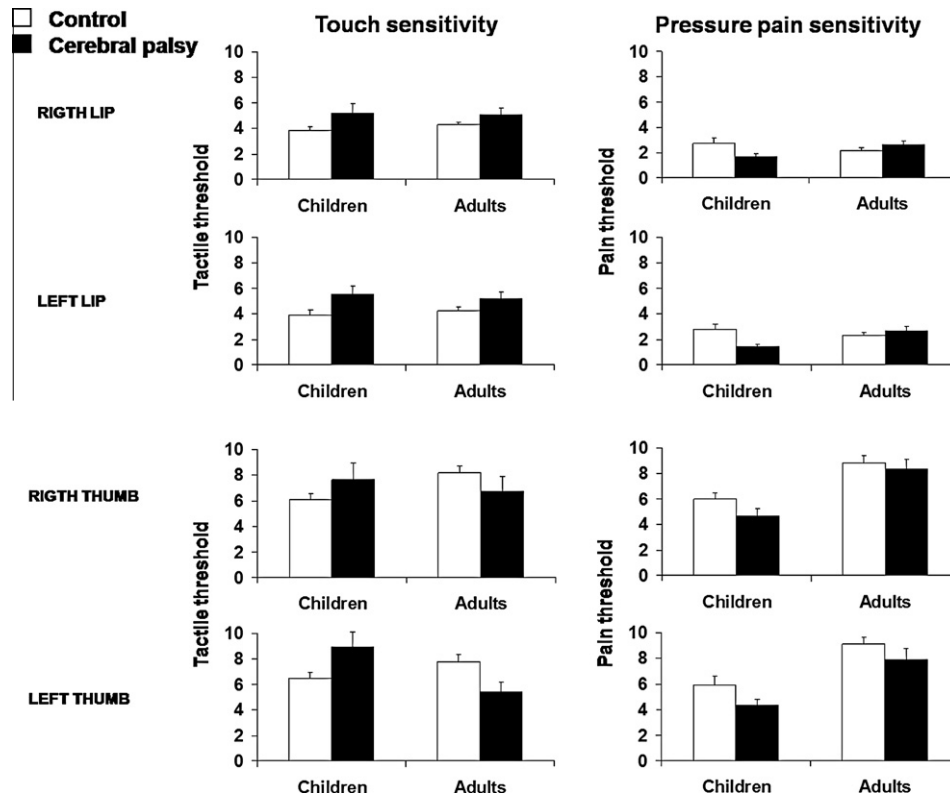 Control
Cerebral palsy
Touch sensitivity
Pressure pain sensitivity
RIGTH LIP
Tactile threshold
10
8
6
4
2
0
Children Adults
Pain threshold
10
8
6
4
2
0
Children Adults
LEFT LIP
10
8
6
4
2
0
Children Adults
10
8
6
4
2
0
Children Adults
RIGTH THUMB
Tactile threshold
10
8
6
4
2
0
Children Adults
Pain threshold
10
8
6
4
2
0
Children Adults
LEFT THUMB
10
8
6
4
2
0
Children Adults
10
8
6
4
2
0
Children Adults